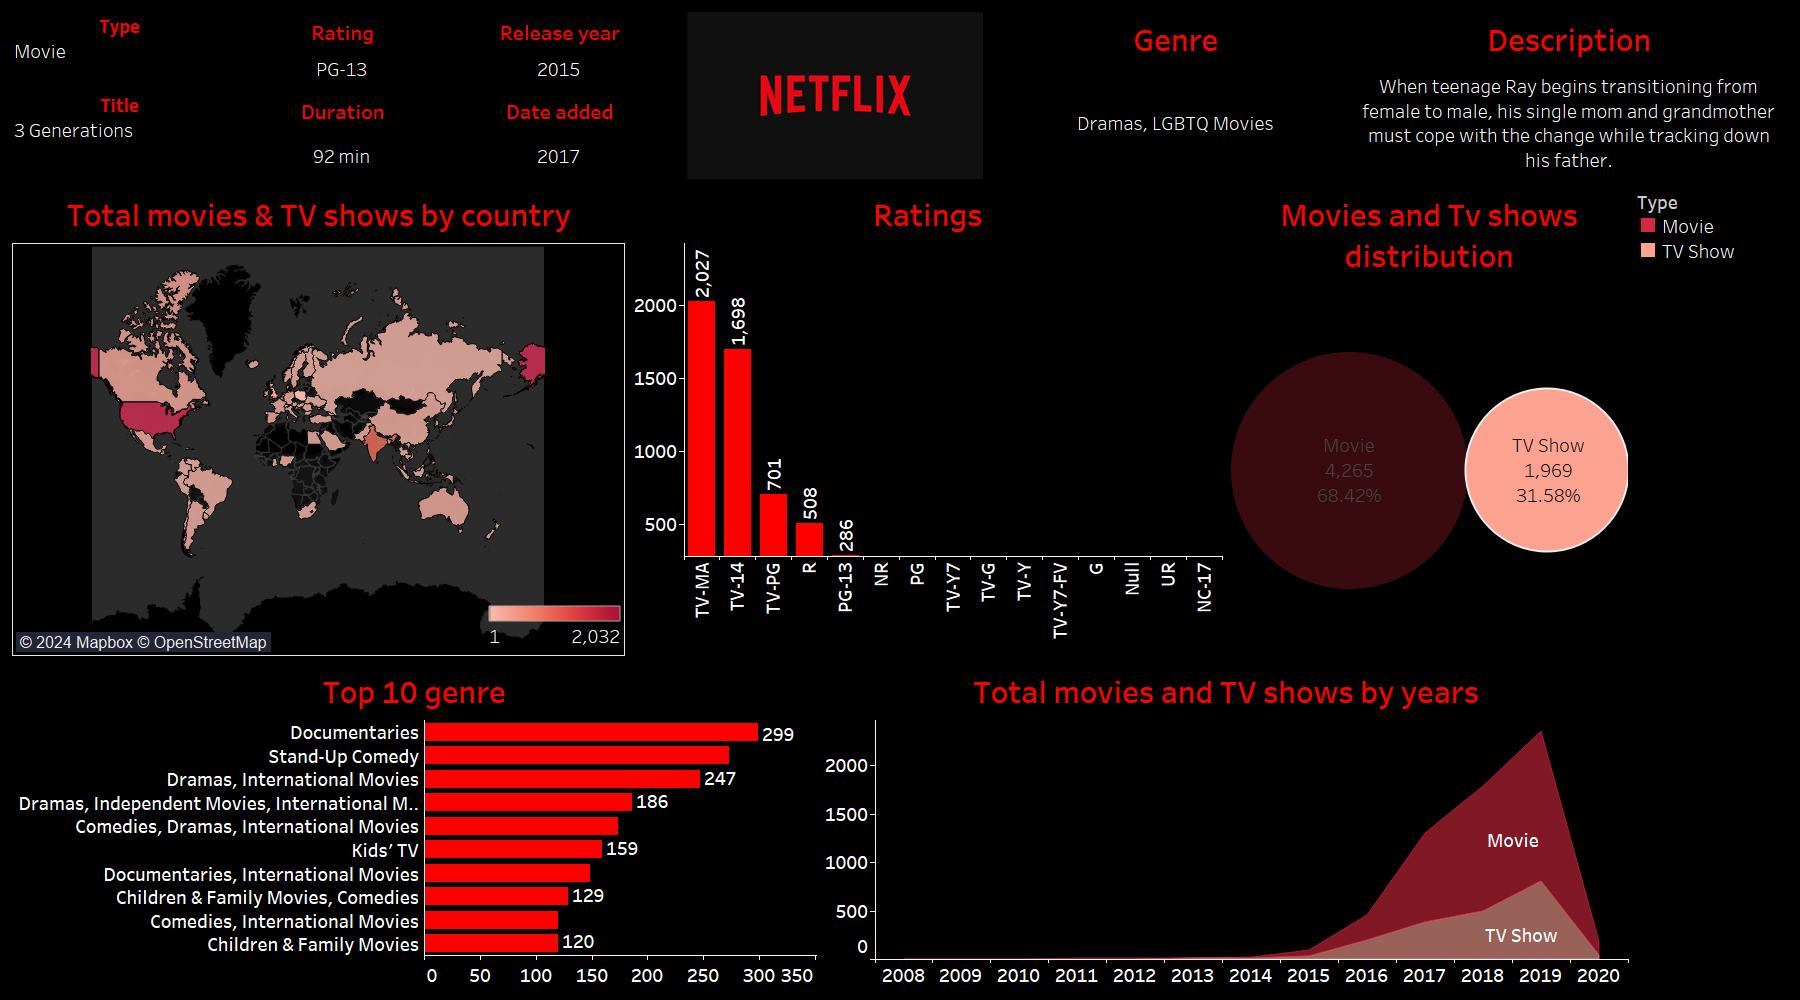 Type
Movie
Title
3 Generations
Rating
PG-13
Duration
92 min
Release year
2015
Date added
2017
NETFLIX
Genre
Dramas, LGBTQ Movies
Description
When teenage Ray begins transitioning from
female to male, his single mom and grandmother
must cope with the change while tracking down
his father.
Total movies & TV shows by country
© 2024 Mapbox © OpenStreetMap
1 2,032
Ratings
2000
1500
1000
500
2,027
1,698
701
508
286
TV-MA
TV-14
TV-PG
R
PG-13
NR
PG
TV-Y7
TV-G
TV-Y
TV-Y7-FV
G
Null
UR
NC-17
Movies and Tv shows
distribution
Type
Movie
TV Show
Movie
4,265
68.42%
TV Show
1,969
31.58%
Top 10 genre
Documentaries 299
Stand-Up Comedy
Dramas, International Movies 247
Dramas, Independent Movies, International M.. 186
Comedies, Dramas, International Movies
Kids' TV 159
Documentaries, International Movies
Children & Family Movies, Comedies 129
Comedies, International Movies
Children & Family Movies 120
0 50 100 150 200 250 300 350
Total movies and TV shows by years
2000
1500
1000
500
0
Movie
TV Show
2008 2009 2010 2011 2012 2013 2014 2015 2016 2017 2018 2019 2020